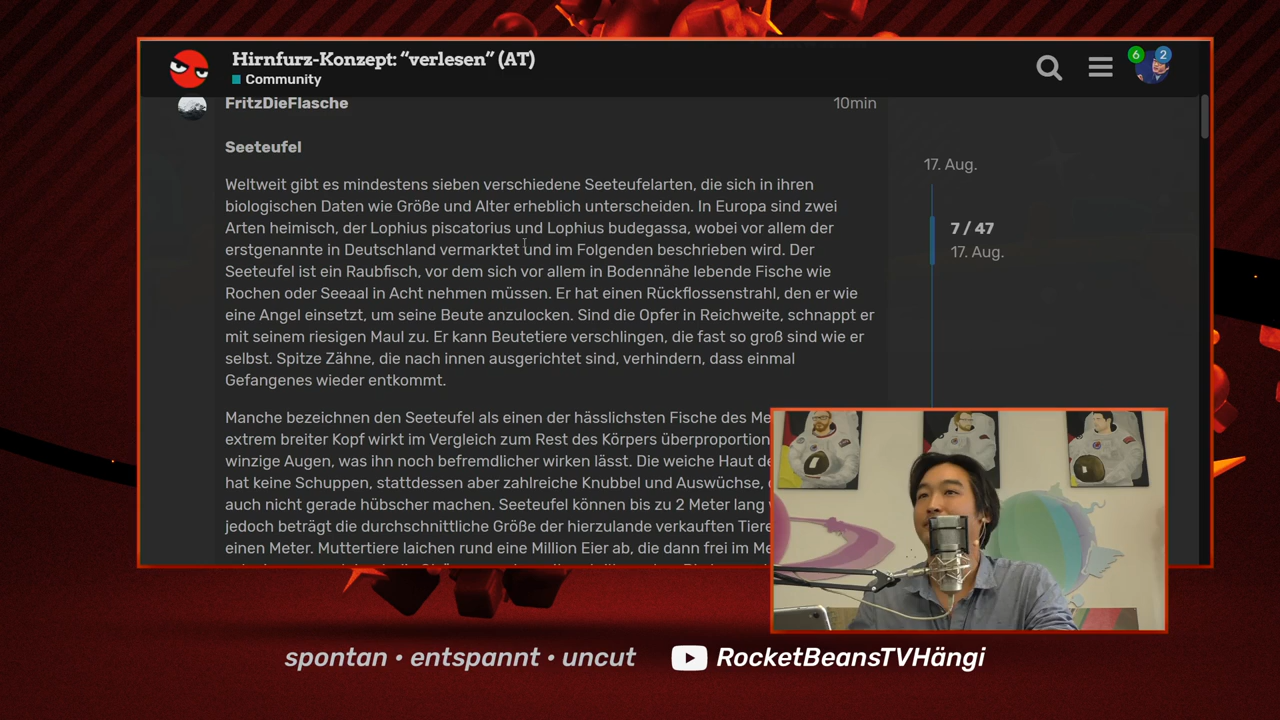 Hirnfurz-Konzept: “verlesen” (AT)
Community
6
2
FritzDieFlasche
10min
Seeteufel
17. Aug.
Weltweit gibt es mindestens sieben verschiedene Seeteufelarten, die sich in ihren
biologischen Daten wie Größe und Alter erheblich unterscheiden. In Europa sind zwei
Arten heimisch, der Lophius piscatorius und Lophius budegassa, wobei vor allem der
7 / 47
erstgenannte in Deutschland vermarktet und im Folgenden beschrieben wird. Der
17. Aug.
Seeteufel ist ein Raubfisch, vor dem sich vor allem in Bodennähe lebende Fische wie
Rochen oder Seeaal in Acht nehmen müssen. Er hat einen Rückflossenstrahl, den er wie
eine Angel einsetzt, um seine Beute anzulocken. Sind die Opfer in Reichweite, schnappt er
mit seinem riesigen Maul zu. Er kann Beutetiere verschlingen, die fast so groß sind wie er
selbst. Spitze Zähne, die nach innen ausgerichtet sind, verhindern, dass einmal
Gefangenes wieder entkommt.
Manche bezeichnen den Seeteufel als einen der hässlichsten Fische des Me
extrem breiter Kopf wirkt im Vergleich zum Rest des Körpers überproportion
winzige Augen, was ihn noch befremdlicher wirken lässt. Die weiche Haut de
hat keine Schuppen, stattdessen aber zahlreiche Knubbel und Auswüchse,
auch nicht gerade hübscher machen. Seeteufel können bis zu 2 Meter lang
jedoch beträgt die durchschnittliche Größe der hierzulande verkauften Tiere
einen Meter. Muttertiere laichen rund eine Million Eier ab, die dann frei im Me
spontan • entspannt • uncut
RocketBeansTVHängi